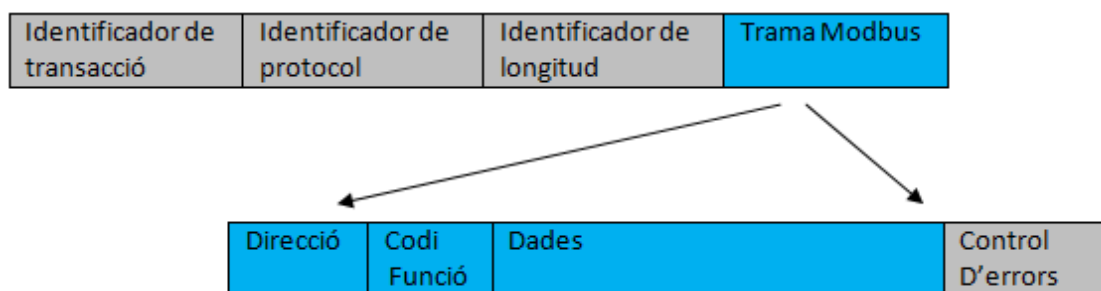 Identificador de
transacció
Identificador de
protocol
Identificador de
longitud
Trama Modbus
Direcció
Codi
Funció
Dades
Control
D'errors